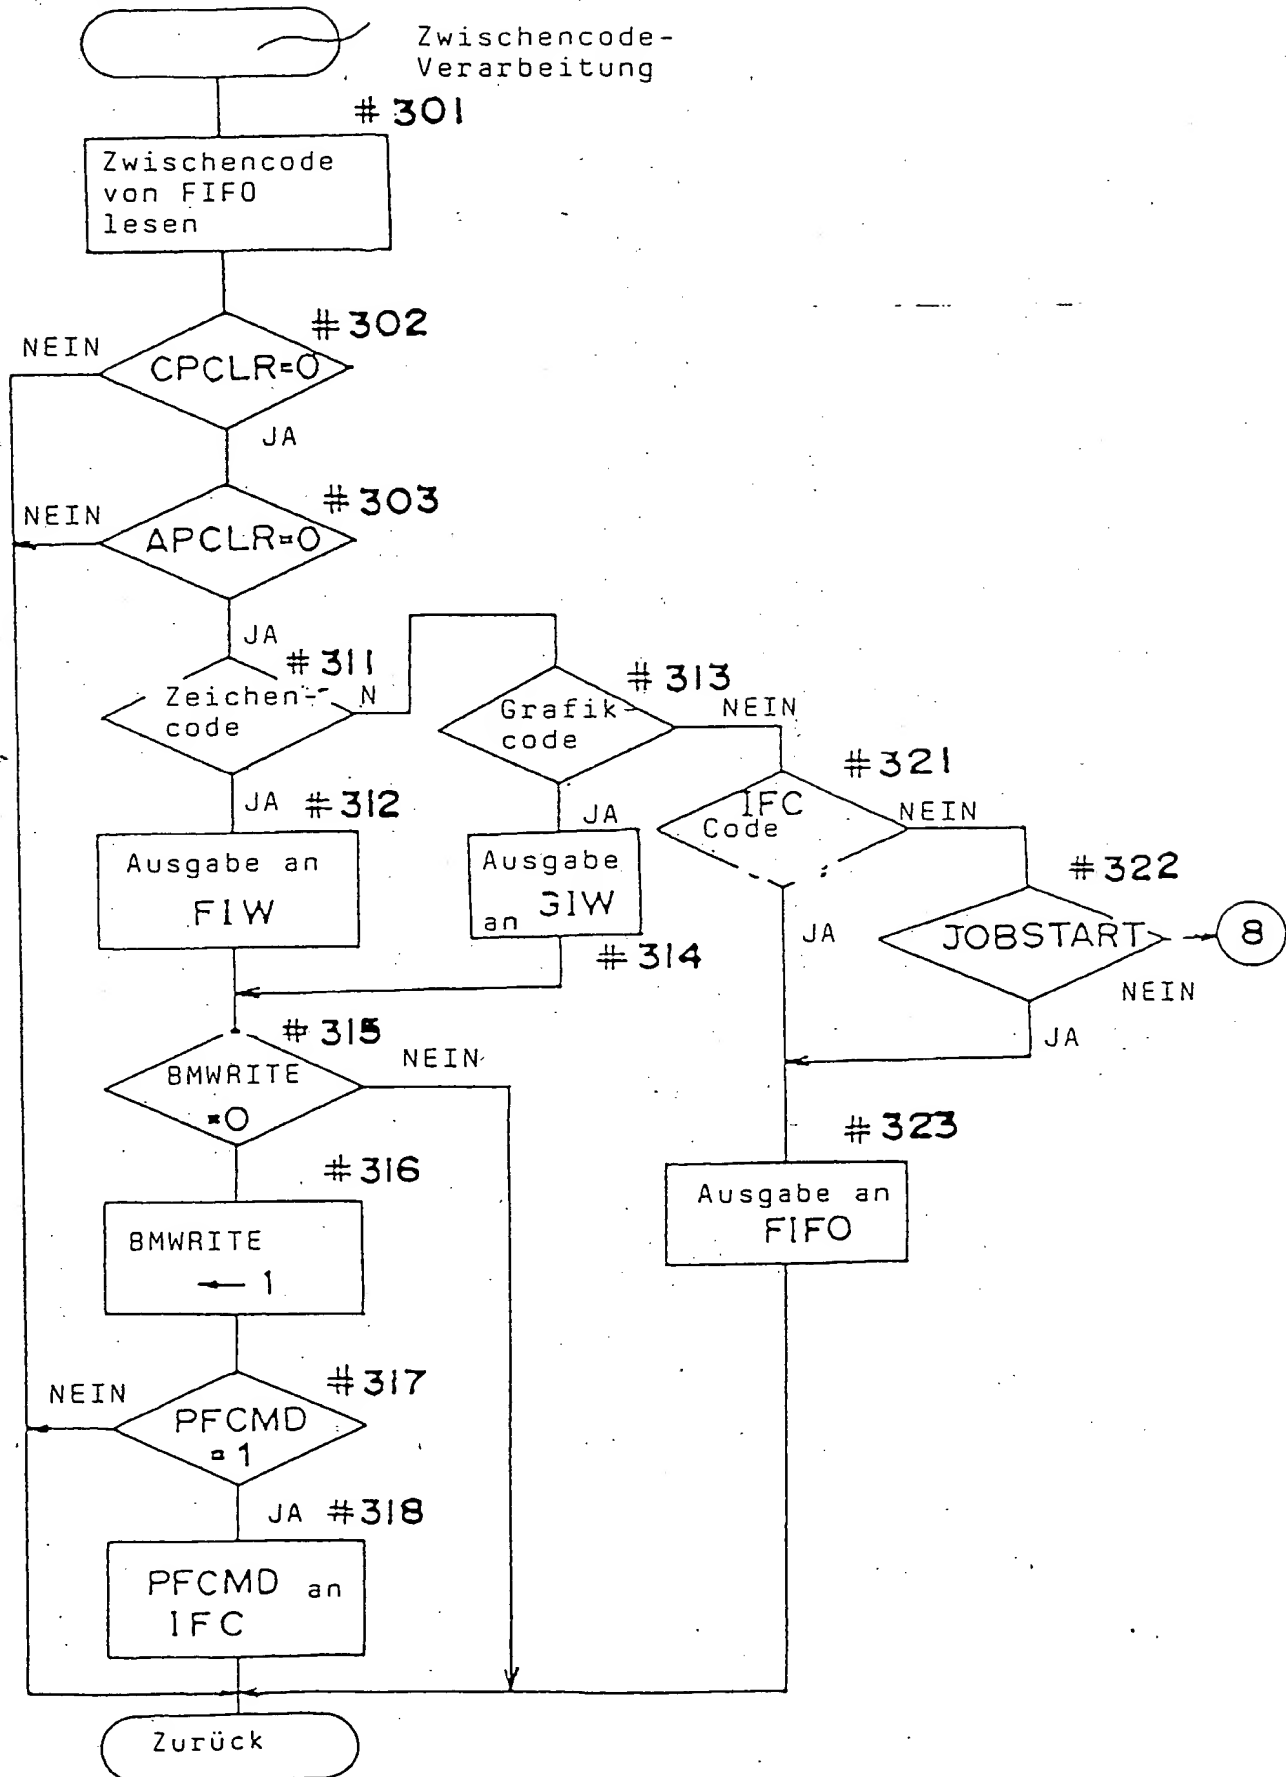 Zwischencode-
Verarbeitung
#301
Zwischencode
von FIFO
lesen
#302
NEIN
CPCLR=0
JA
#303
NEIN
APCLR=0
JA
#311
Zeichen-
code
N
#313
Grafik-
code
NEIN
#321
IFC
Code
NEIN
JA
#312
Ausgabe an
FIW
JA
Ausgabe
an GIW
#314
#322
JOBSTART
8
NEIN
JA
JA
#315
BMWRITE
=0
NEIN
#323
Ausgabe an
FIFO
#316
BMWRITE
← 1
#317
NEIN
PFCMD
= 1
JA
#318
PFCMD an
IFC
Zurück